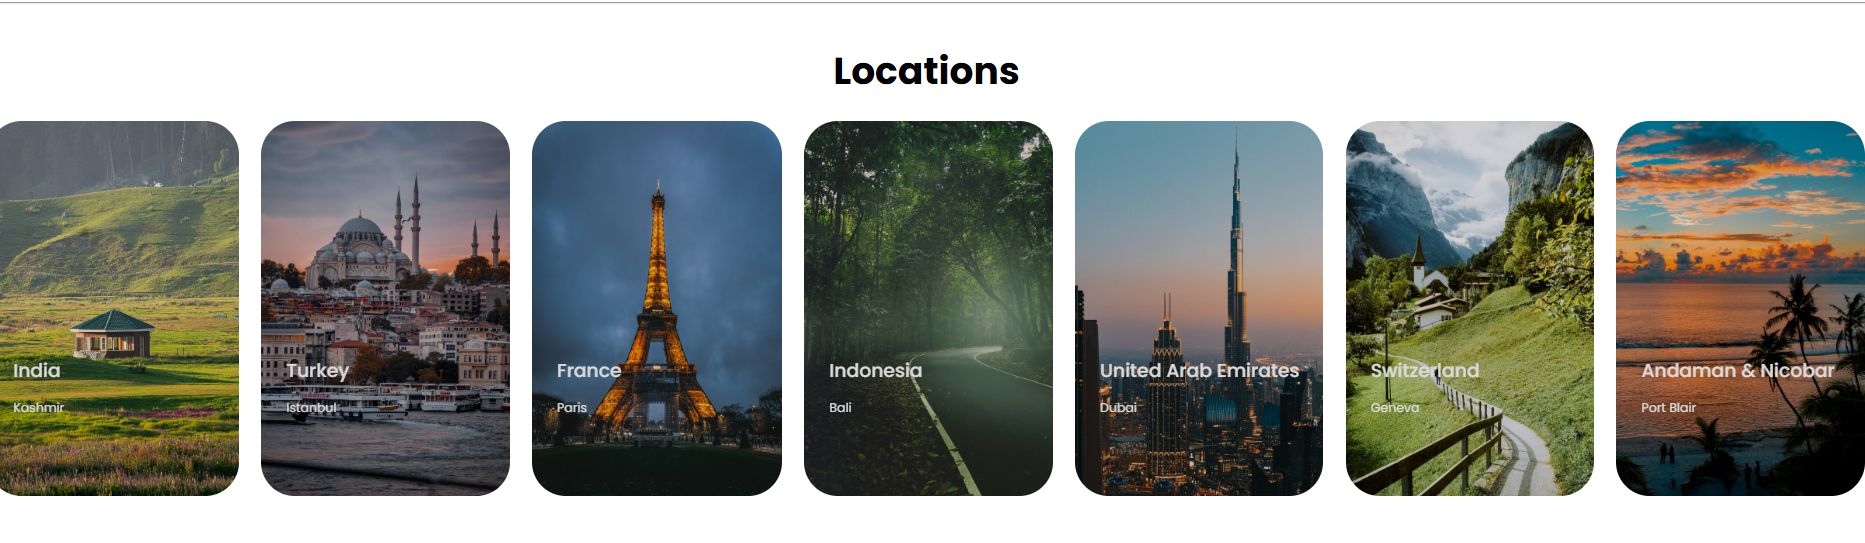 Locations
India
Kashmir
Turkey
Istanbul
France
Paris
Indonesia
Bali
United Arab Emirates
Dubai
Switzerland
Geneva
Andaman & Nicobar
Port Blair